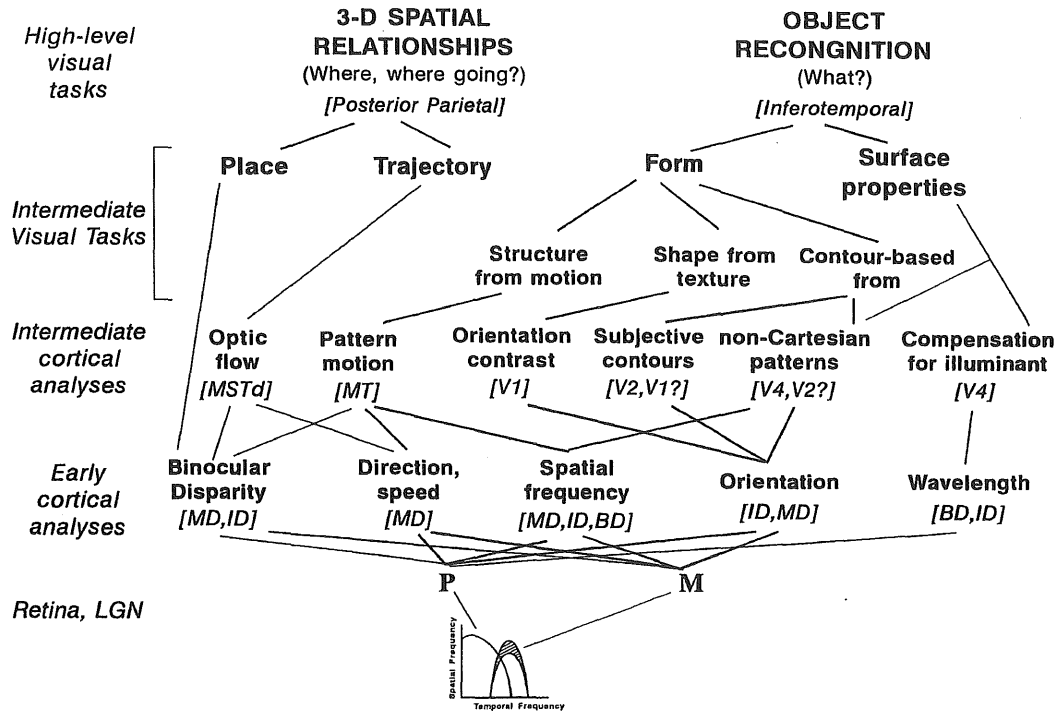 High-level
visual
tasks
3-D SPATIAL
RELATIONSHIPS
(Where, where going?)
[Posterior Parietal]
OBJECT
RECONGNITION
(What?)
[Inferotemporal]
Intermediate
Visual Tasks
Place
Trajectory
Form
Surface
properties
Structure
from motion
Shape from
texture
Contour-based
from
Intermediate
cortical
analyses
Optic
flow
[MSTd]
Pattern
motion
[MT]
Orientation
contrast
[V1]
Subjective
contours
[V2,V1?]
non-Cartesian
patterns
[V4,V2?]
Compensation
for illuminant
[V4]
Early
cortical
analyses
Binocular
Disparity
[MD,ID]
Direction,
speed
[MD]
Spatial
frequency
[MD,ID,BD]
Orientation
[ID,MD]
Wavelength
[BD,ID]
P
M
Retina, LGN
Spatial Frequency
Temporal Frequency